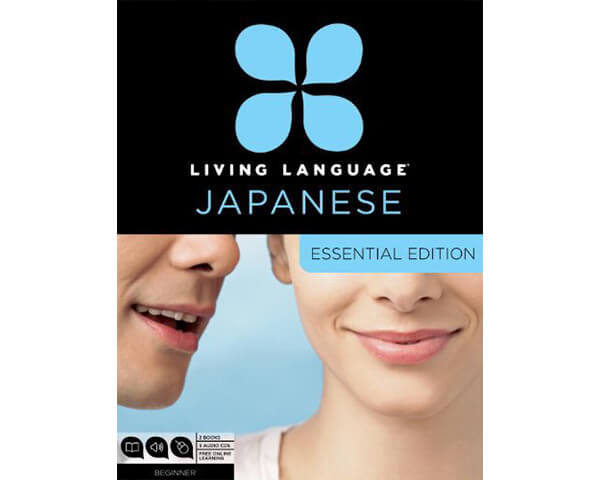 LIVING LANGUAGE
JAPANESE
ESSENTIAL EDITION
2 BOOKS
3 AUDIO CDS
FREE ONLINE
LEARNING
BEGINNER